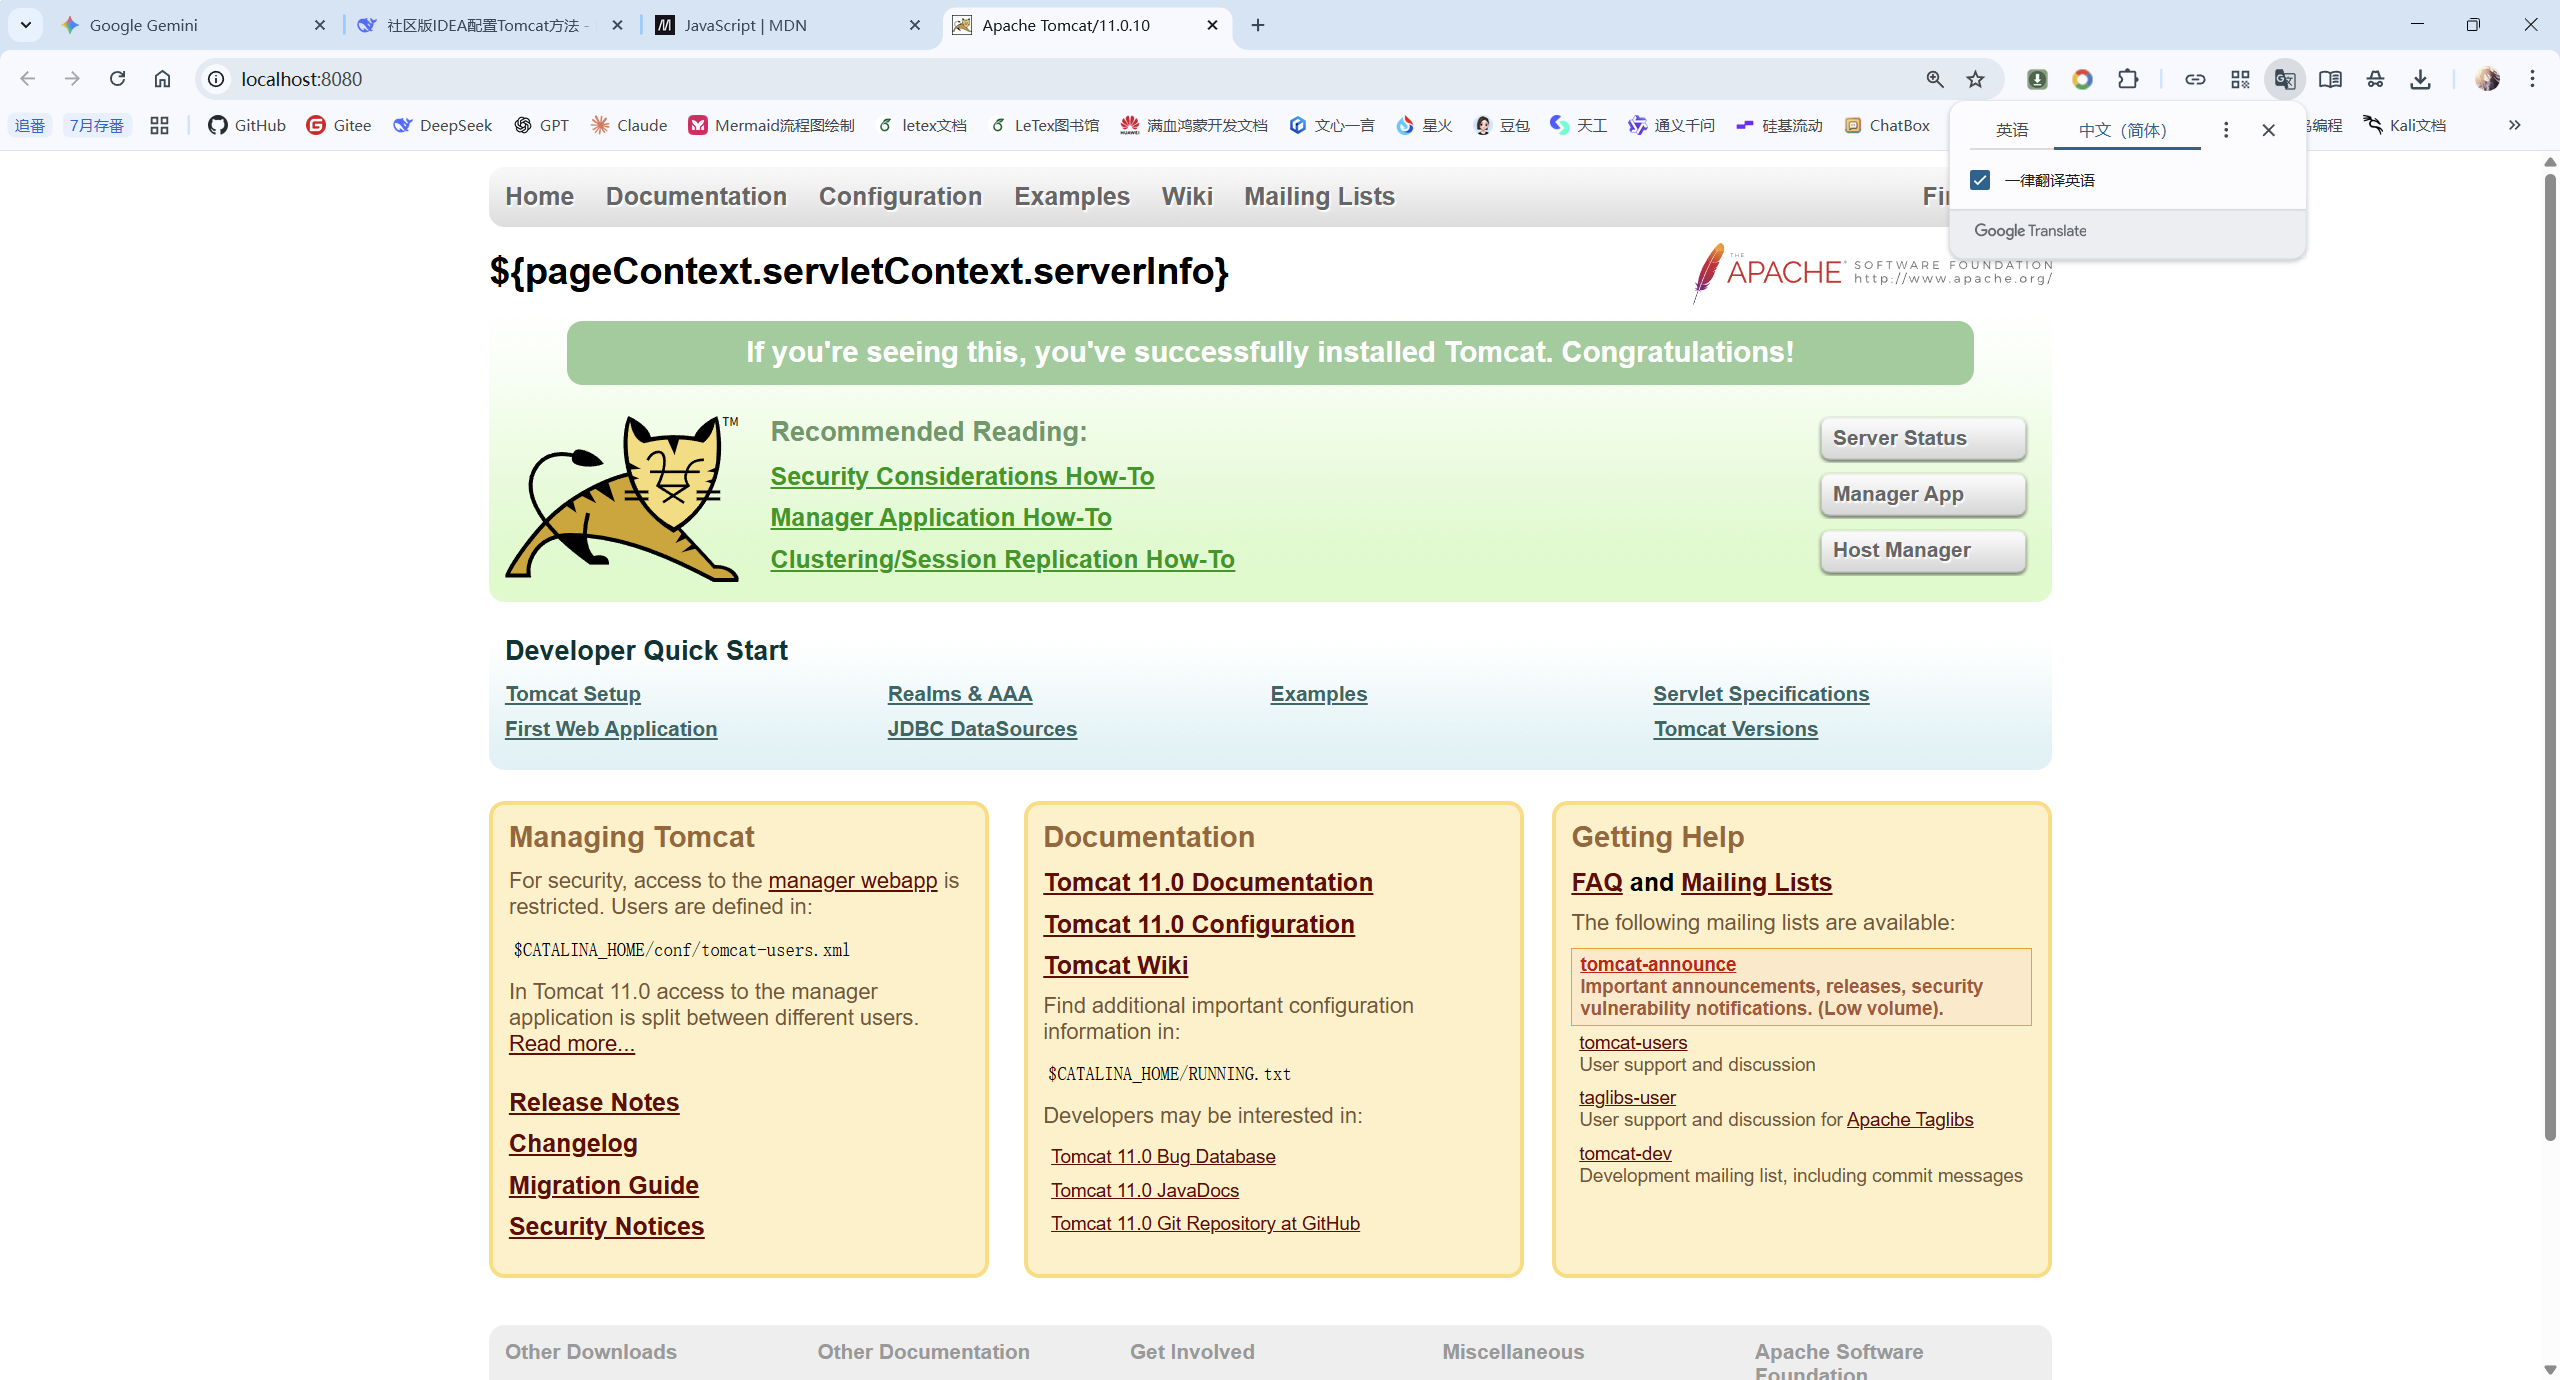 Google Gemini
社区版IDEA配置Tomcat方法 -
JavaScript | MDN
Apache Tomcat/11.0.10
localhost:8080
追番
7月存番
GitHub
Gitee
DeepSeek
GPT
Claude
Mermaid流程图绘制
letex文档
LeTex图书馆
满血鸿蒙开发文档
文心一言
星火
豆包
天工
通义千问
硅基流动
ChatBox
编程
Kali文档
英语
中文（简体）
一律翻译英语
Google Translate
Home
Documentation
Configuration
Examples
Wiki
Mailing Lists
${pageContext.servletContext.serverInfo}
THE
APACHE
SOFTWARE FOUNDATION
http://www.apache.org/
If you're seeing this, you've successfully installed Tomcat. Congratulations!
TM
Recommended Reading:
Security Considerations How-To
Manager Application How-To
Clustering/Session Replication How-To
Server Status
Manager App
Host Manager
Developer Quick Start
Tomcat Setup
First Web Application
Realms & AAA
JDBC DataSources
Examples
Servlet Specifications
Tomcat Versions
Managing Tomcat
For security, access to the manager webapp is
restricted. Users are defined in:
$CATALINA_HOME/conf/tomcat-users.xml
In Tomcat 11.0 access to the manager
application is split between different users.
Read more...
Release Notes
Changelog
Migration Guide
Security Notices
Documentation
Tomcat 11.0 Documentation
Tomcat 11.0 Configuration
Tomcat Wiki
Find additional important configuration
information in:
$CATALINA_HOME/RUNNING.txt
Developers may be interested in:
Tomcat 11.0 Bug Database
Tomcat 11.0 JavaDocs
Tomcat 11.0 Git Repository at GitHub
Getting Help
FAQ and Mailing Lists
The following mailing lists are available:
tomcat-announce
Important announcements, releases, security
vulnerability notifications. (Low volume).
tomcat-users
User support and discussion
taglibs-user
User support and discussion for Apache Taglibs
tomcat-dev
Development mailing list, including commit messages
Other Downloads
Other Documentation
Get Involved
Miscellaneous
Apache Software
Foundation